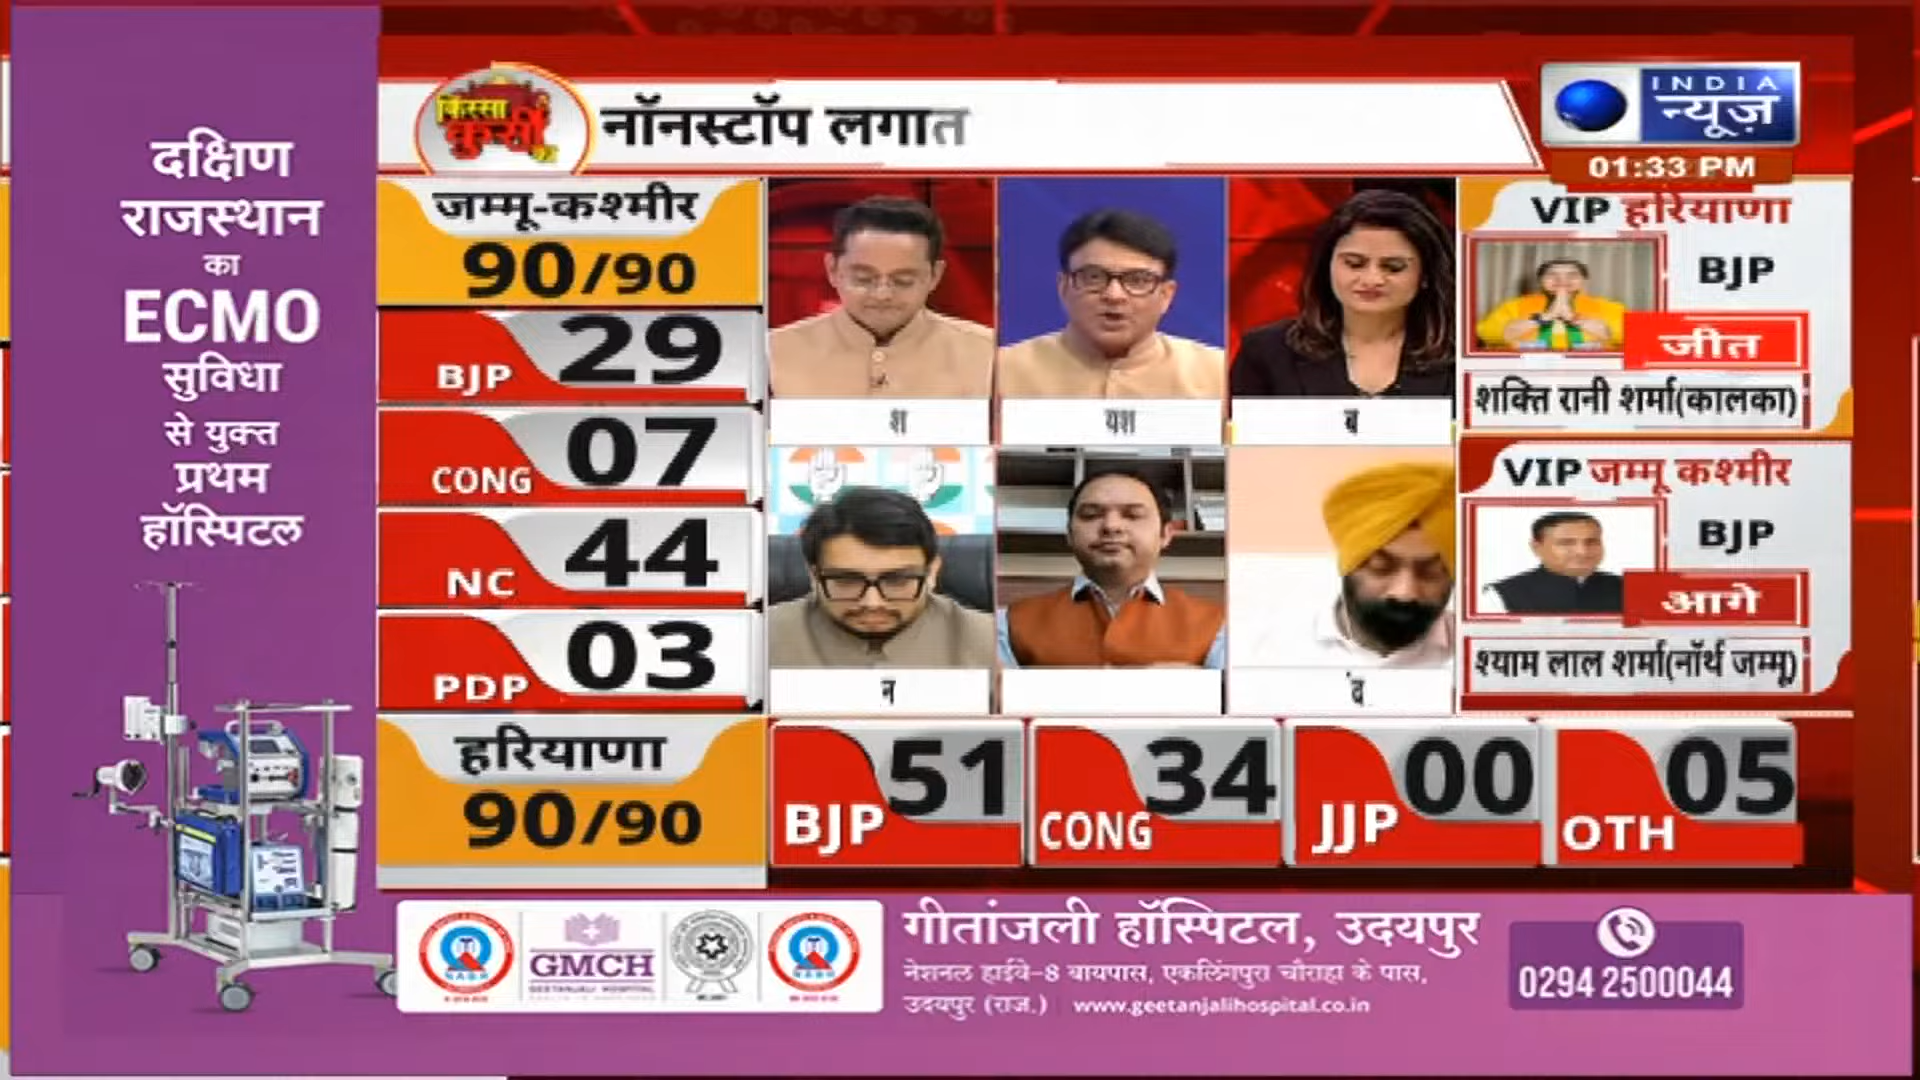 दक्षिण
राजस्थान
का
ECMO
सुविधा
से युक्त
प्रथम
हॉस्पिटल
किस्सा
कुर्सी
का
नॉनस्टॉप लगात
INDIA
न्यूज़
01:33 PM
जम्मू-कश्मीर
90/90
BJP 29
CONG 07
NC 44
PDP 03
श
यश
ब
न
व
VIP हरियाणा
BJP
जीत
शक्ति रानी शर्मा(कालका)
VIP जम्मू कश्मीर
BJP
आगे
श्याम लाल शर्मा(नॉर्थ जम्मू)
हरियाणा
90/90
BJP 51
CONG 34
JJP 00
OTH 05
GMCH
GEETANJALI HOSPITAL
गीतांजली हॉस्पिटल, उदयपुर
नेशनल हाईवे-8 बायपास, एकलिंगपुरा चौराहा के पास,
उदयपुर (राज.) | www.geetanjalihospital.co.in
0294 2500044